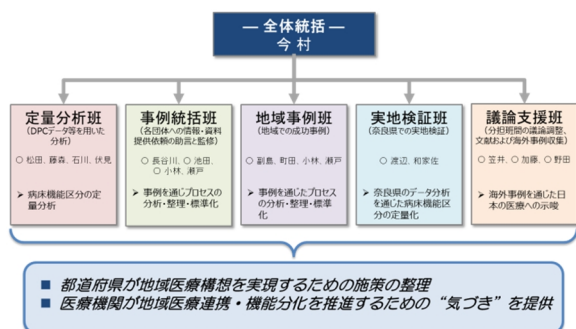 ― 全体統括 ―
今 村
定量分析班
(DPCデータ等を用いた
分析)
○ 松田、藤森、石川、伏見
➢ 病床機能区分の定
量分析
事例統括班
(各団体への情報・資料
提供依頼の助言と監修)
○ 長谷川、○ 池田、
○ 小林、瀬戸
➢ 事例を通じプロセスの
分析・整理・標準化
地域事例班
(地域での成功事例)
○ 副島、町田、小林、瀬戸
➢ 事例を通じたプロセス
の分析・整理・標準
化
実地検証班
(奈良県での実地検証)
○ 渡辺、和家佐
➢ 奈良県のデータ分析
を通じた病床機能区
分の定量化
議論支援班
(分担班間の議論調整、
文献および海外事例収集)
○ 笠井、○ 加藤、○ 野田
➢ 海外事例を通じた日
本の医療への示唆
■ 都道府県が地域医療構想を実現するための施策の整理
■ 医療機関が地域医療連携・機能分化を推進するための“気づき”を提供